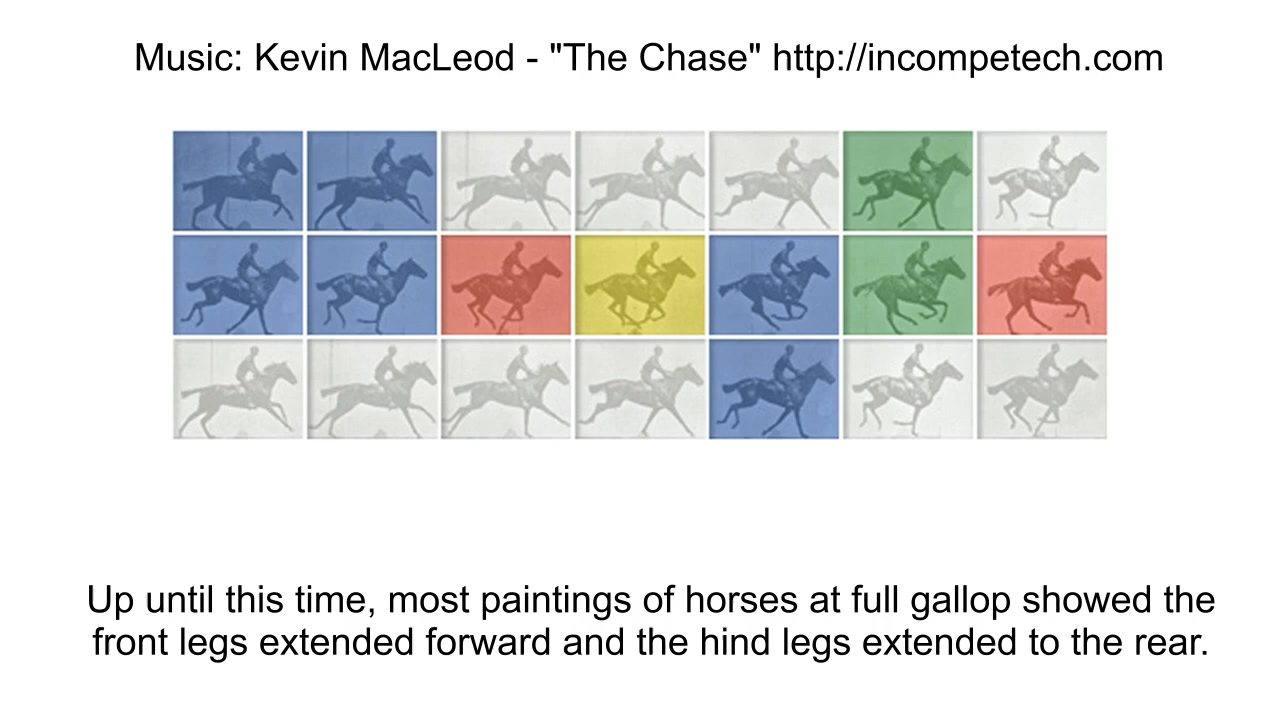 Music: Kevin MacLeod - "The Chase" http://incompetech.com
Up until this time, most paintings of horses at full gallop showed the
front legs extended forward and the hind legs extended to the rear.